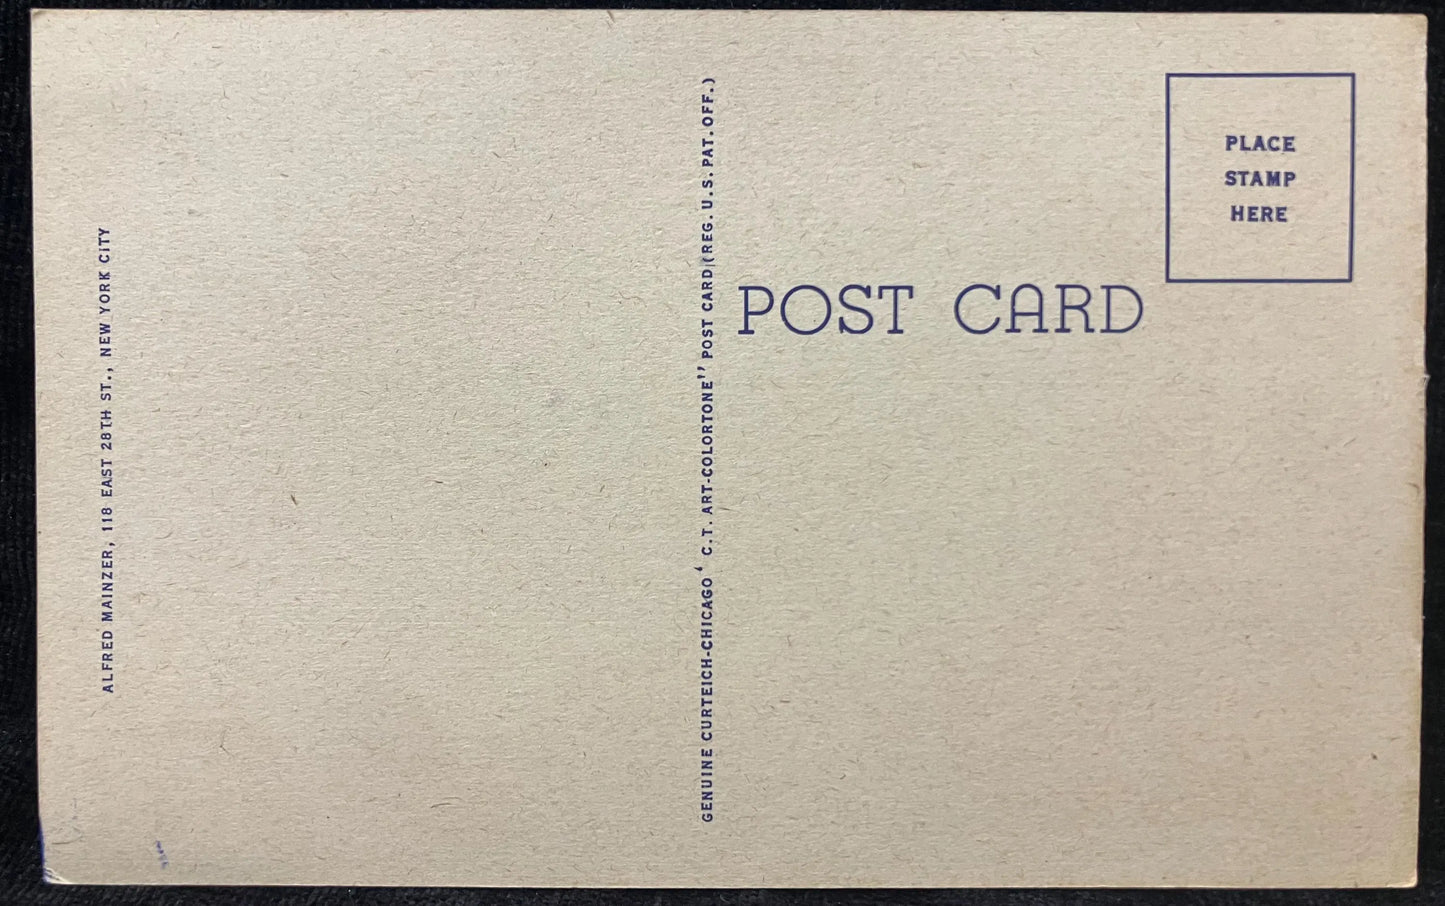 ALFRED MAINZER, 118 EAST 28TH ST., NEW YORK CITY
GENUINE CURTEICH-CHICAGO "C.T. ART-COLORTONE" POST CARD (REG. U.S. PAT. OFF.)
PLACE
STAMP
HERE
POST CARD